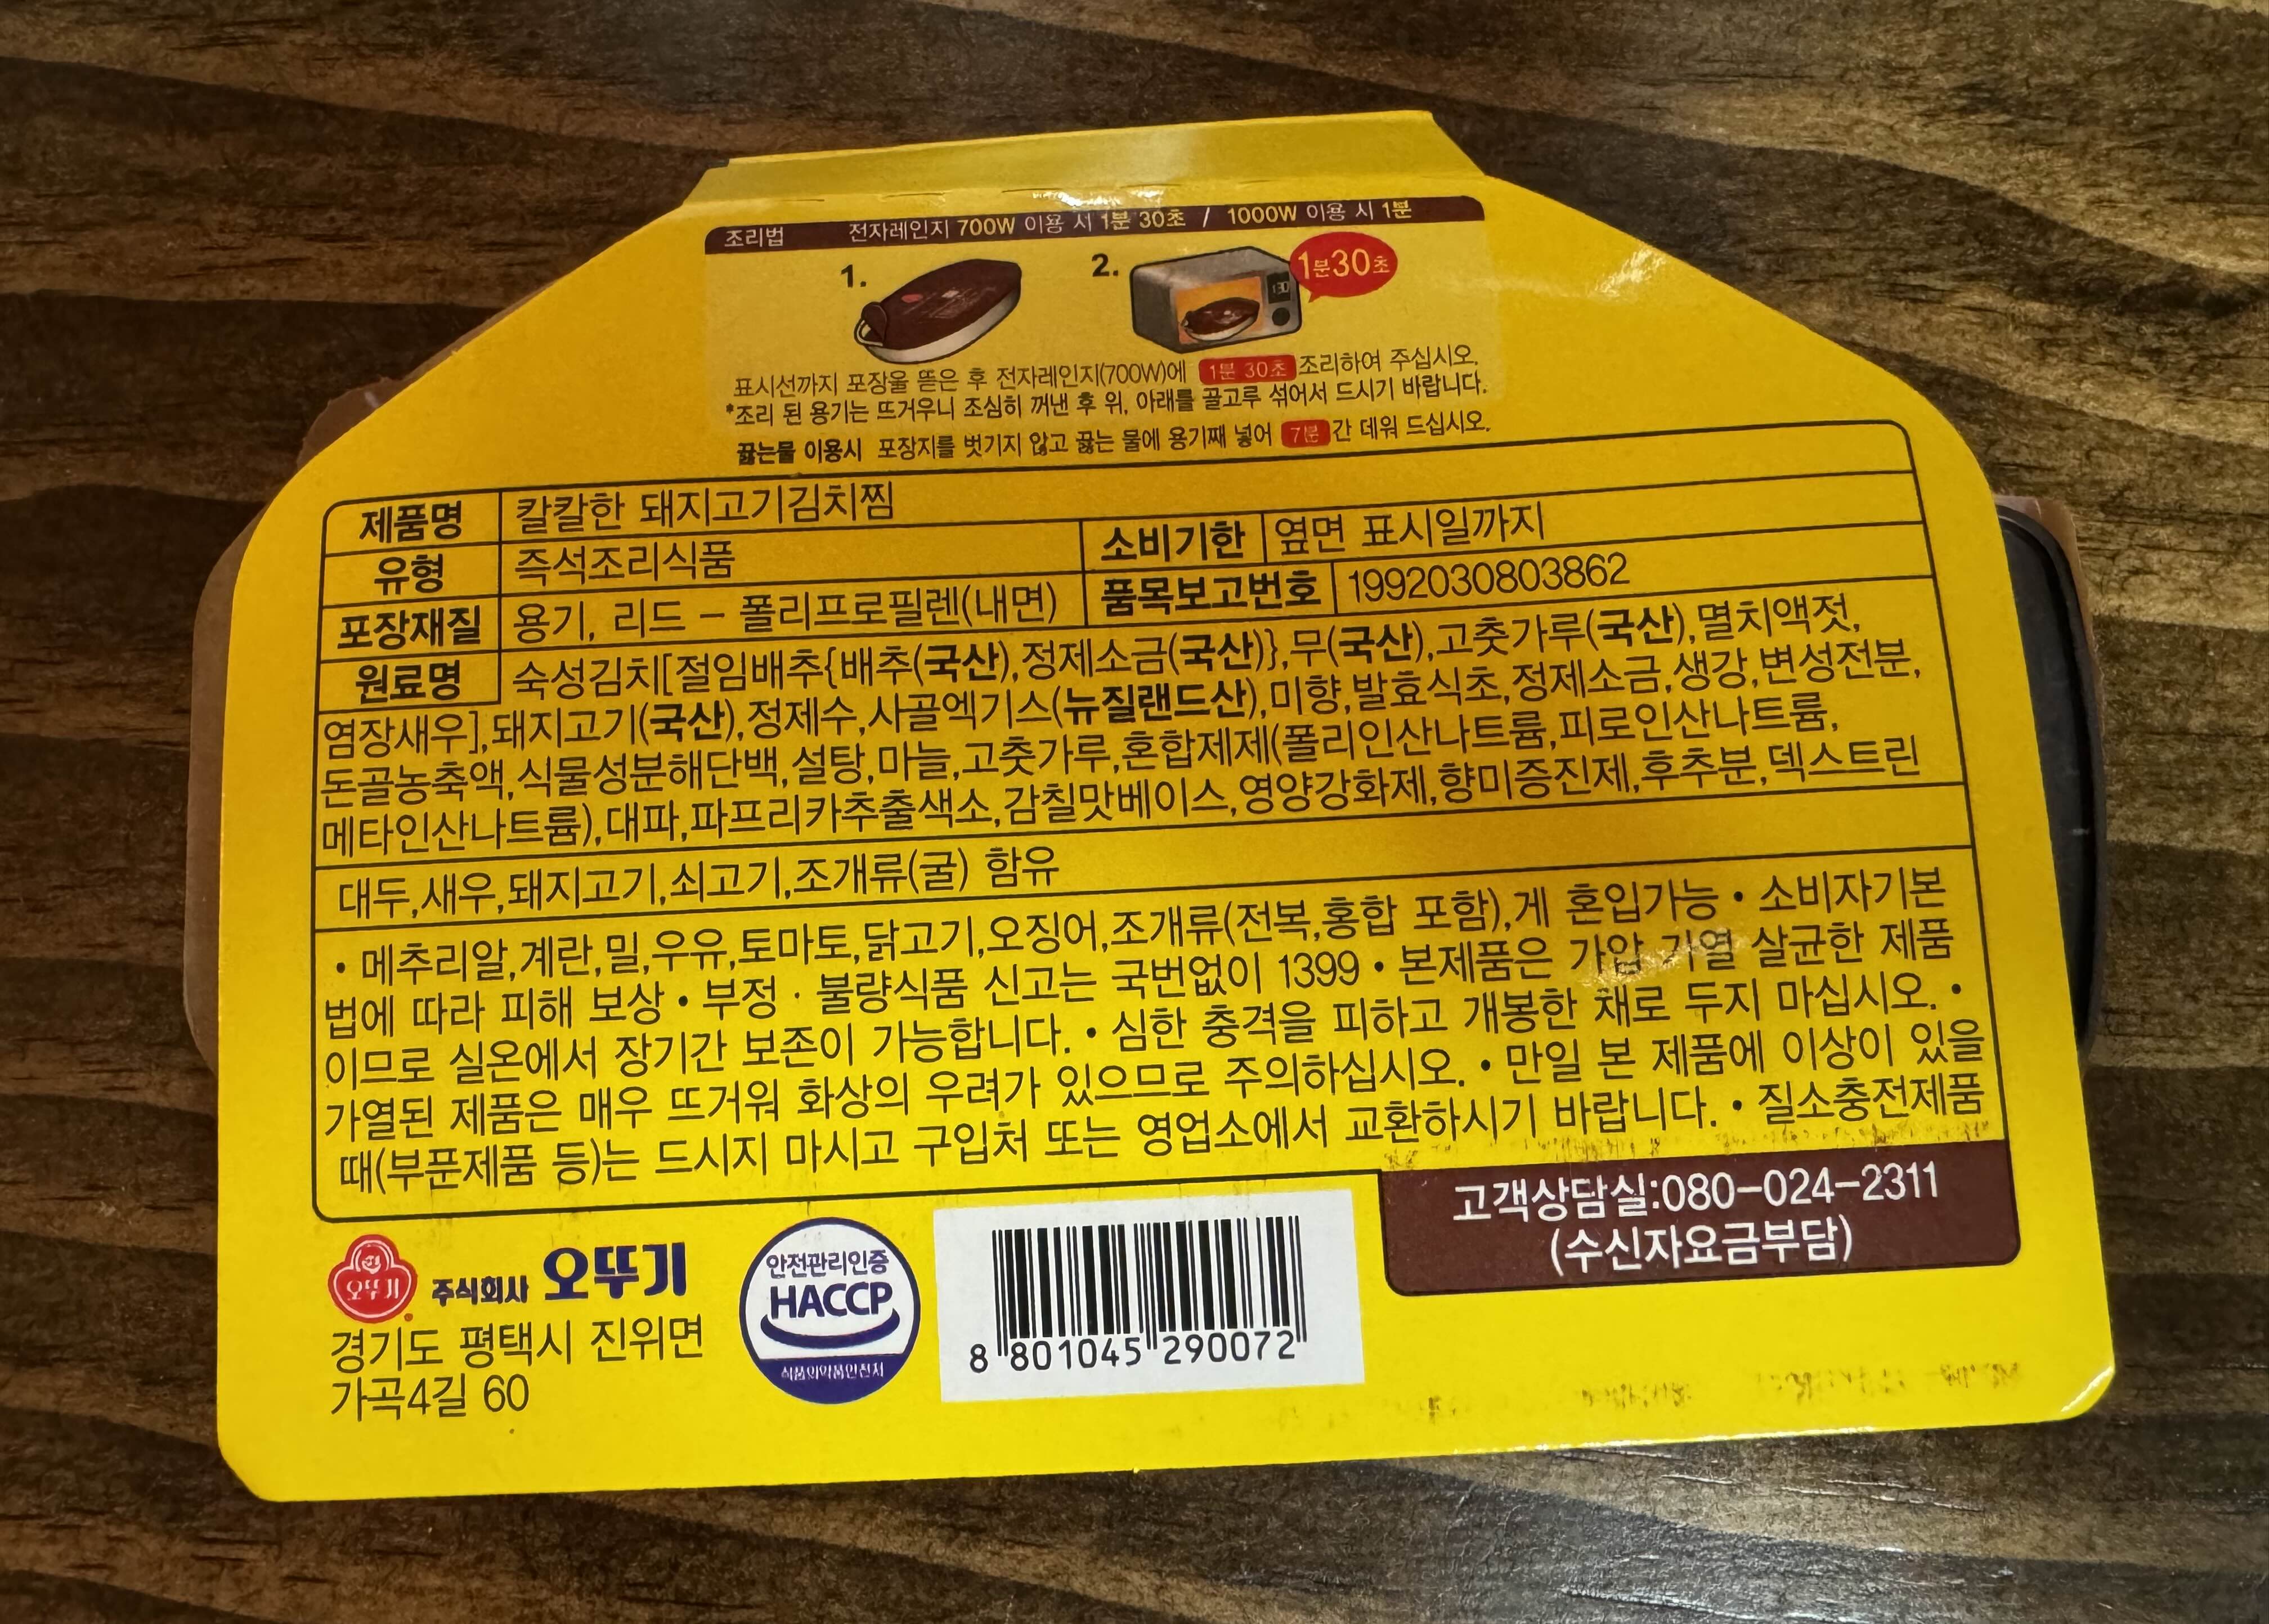 조리법 전자레인지 700W 이용 시 1분 30초 / 1000W 이용 시 1분
1. 2. 1분30초
표시선까지 포장을 뜯은 후 전자레인지(700W)에 1분 30초 조리하여 주십시오.
*조리 된 용기는 뜨거우니 조심히 꺼낸 후 위, 아래를 골고루 섞어서 드시기 바랍니다.
끓는물 이용시 포장지를 벗기지 않고 끓는 물에 용기째 넣어 7분 간 데워 드십시오.
제품명 칼칼한 돼지고기김치찜
유형 즉석조리식품 소비기한 옆면 표시일까지
포장재질 용기, 리드 – 폴리프로필렌(내면) 품목보고번호 1992030803862
원료명 숙성김치[절임배추{배추(국산),정제소금(국산)},무(국산),고춧가루(국산),멸치액젓,
염장새우],돼지고기(국산),정제수,사골엑기스(뉴질랜드산),미향,발효식초,정제소금,생강,변성전분,
돈골농축액,식물성분해단백,설탕,마늘,고춧가루,혼합제제(폴리인산나트륨,피로인산나트륨,
메타인산나트륨),대파,파프리카추출색소,감칠맛베이스,영양강화제,향미증진제,후추분,덱스트린
대두,새우,돼지고기,쇠고기,조개류(굴) 함유
• 메추리알,계란,밀,우유,토마토,닭고기,오징어,조개류(전복,홍합 포함),게 혼입가능 • 소비자기본
법에 따라 피해 보상 • 부정 · 불량식품 신고는 국번없이 1399 • 본제품은 가압 가열 살균한 제품
이므로 실온에서 장기간 보존이 가능합니다. • 심한 충격을 피하고 개봉한 채로 두지 마십시오. •
가열된 제품은 매우 뜨거워 화상의 우려가 있으므로 주의하십시오. • 만일 본 제품에 이상이 있을
때(부푼제품 등)는 드시지 마시고 구입처 또는 영업소에서 교환하시기 바랍니다. • 질소충전제품
고객상담실:080-024-2311
(수신자요금부담)
오뚜기 주식회사 오뚜기
경기도 평택시 진위면
가곡4길 60
안전관리인증
HACCP
식품의약품안전처
8 801045 290072